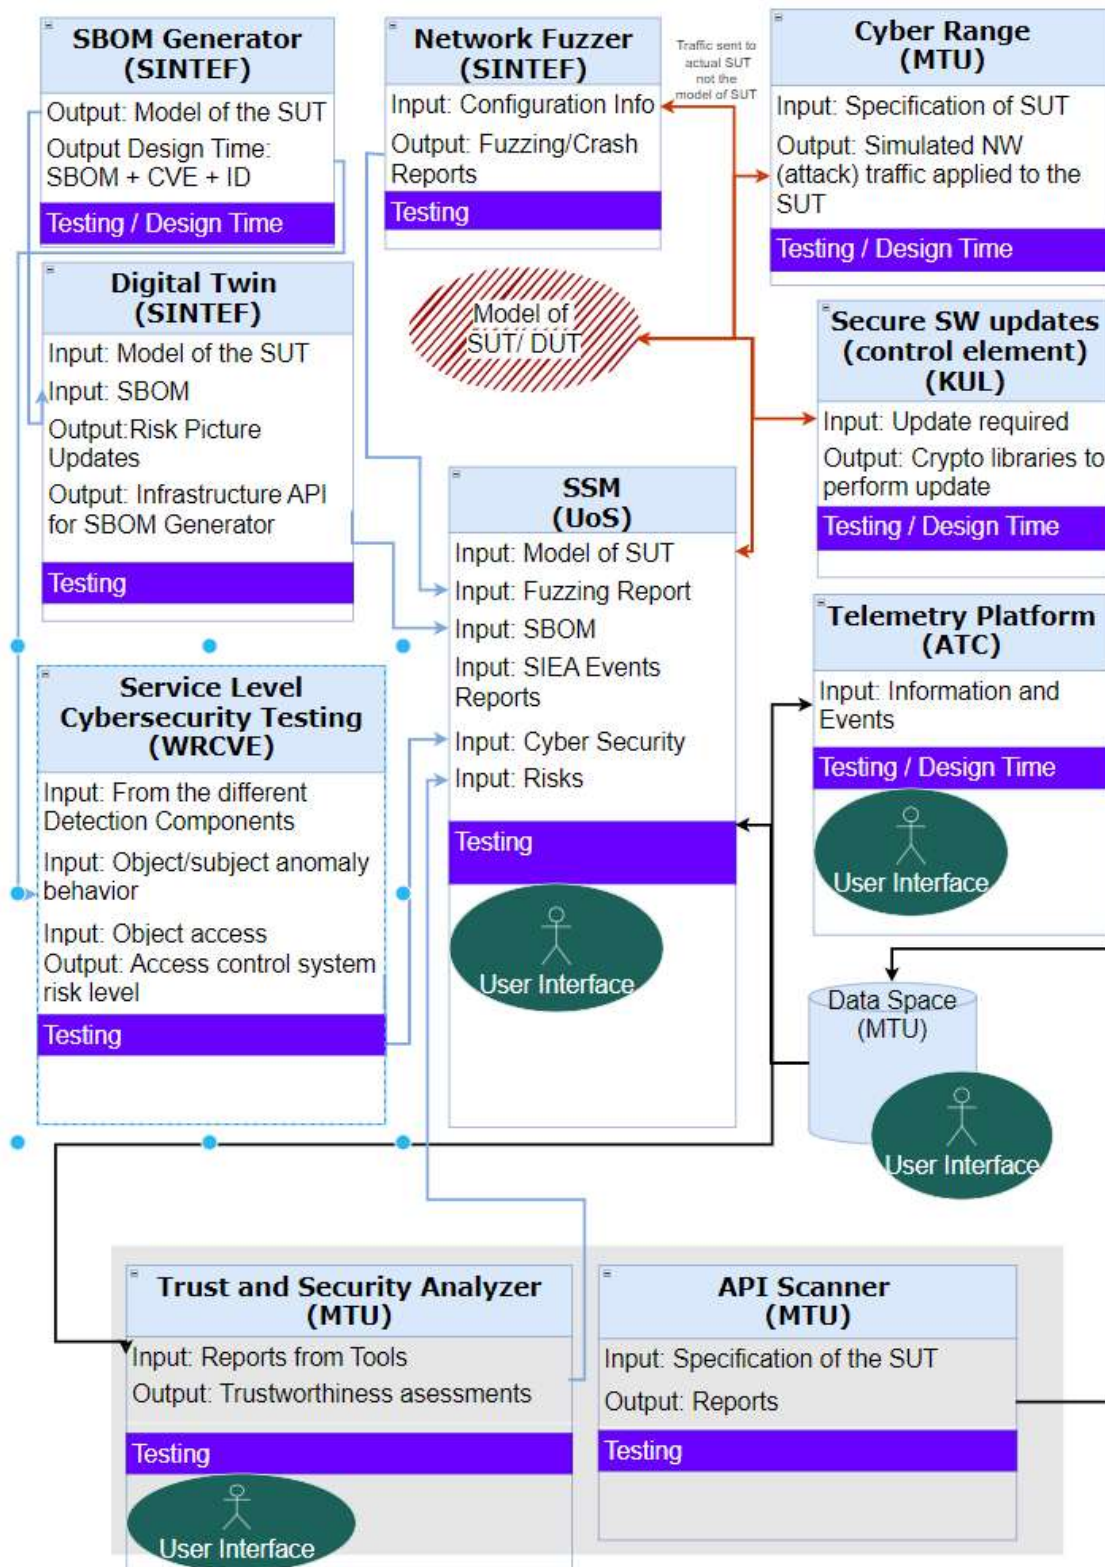 SBOM Generator
(SINTEF)
Output: Model of the SUT
Output Design Time:
SBOM + CVE + ID
Testing / Design Time
Network Fuzzer
(SINTEF)
Input: Configuration Info
Output: Fuzzing/Crash
Reports
Testing
Traffic sent to
actual SUT
not the
model of SUT
Cyber Range
(MTU)
Input: Specification of SUT
Output: Simulated NW
(attack) traffic applied to the
SUT
Testing / Design Time
Digital Twin
(SINTEF)
Input: Model of the SUT
Input: SBOM
Output:Risk Picture
Updates
Output: Infrastructure API
for SBOM Generator
Testing
Model of
SUT/ DUT
Secure SW updates
(control element)
(KUL)
Input: Update required
Output: Crypto libraries to
perform update
Testing / Design Time
SSM
(UoS)
Input: Model of SUT
Input: Fuzzing Report
Input: SBOM
Input: SIEA Events
Reports
Input: Cyber Security
Input: Risks
Testing
User Interface
Telemetry Platform
(ATC)
Input: Information and
Events
Testing / Design Time
User Interface
Service Level
Cybersecurity Testing
(WRCVE)
Input: From the different
Detection Components
Input: Object/subject anomaly
behavior
Input: Object access
Output: Access control system
risk level
Testing
Data Space
(MTU)
User Interface
Trust and Security Analyzer
(MTU)
Input: Reports from Tools
Output: Trustworthiness asessments
Testing
User Interface
API Scanner
(MTU)
Input: Specification of the SUT
Output: Reports
Testing